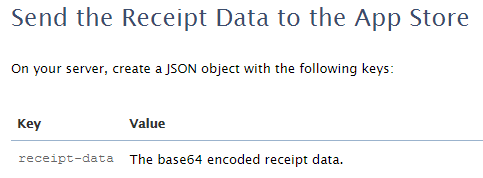 Send the Receipt Data to the App Store
On your server, create a JSON object with the following keys:
Key Value
receipt-data The base64 encoded receipt data.